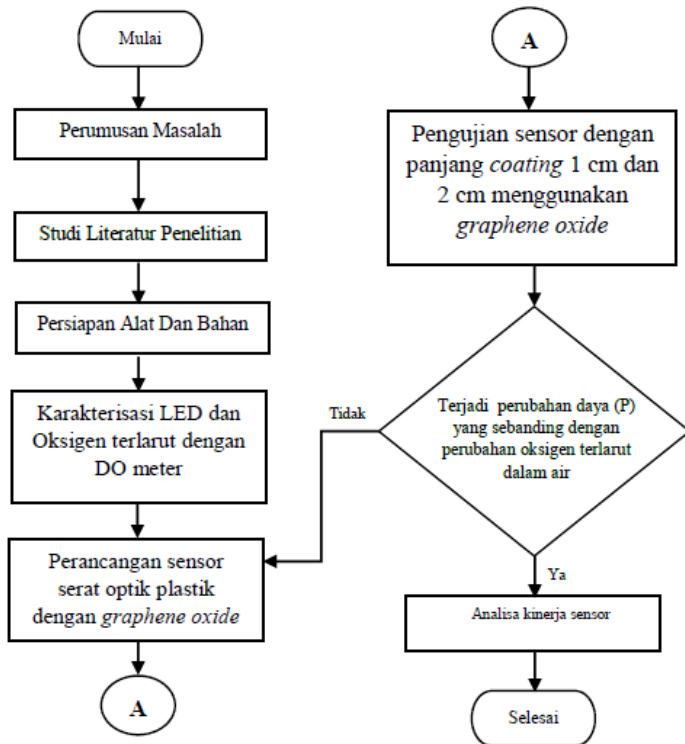 Mulai
Perumusan Masalah
Studi Literatur Penelitian
Persiapan Alat Dan Bahan
Karakterisasi LED dan
Oksigen terlarut dengan
DO meter
Perancangan sensor
serat optik plastik
dengan graphene oxide
A
A
Pengujian sensor dengan
panjang coating 1 cm dan
2 cm menggunakan
graphene oxide
Terjadi perubahan daya (P)
yang sebanding dengan
perubahan oksigen terlarut
dalam air
Tidak
Ya
Analisa kinerja sensor
Selesai